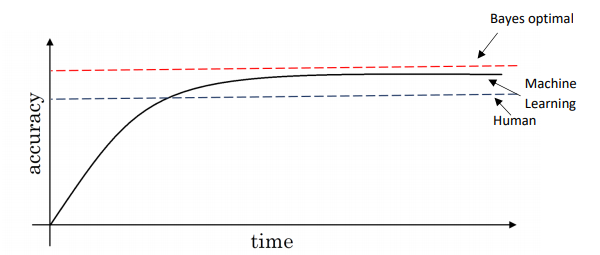 Bayes optimal
Machine
Learning
Human
accuracy
time